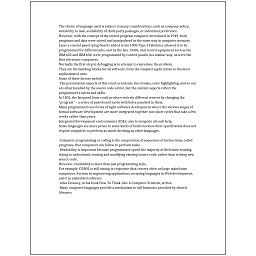 The choice of language used is subject to many considerations, such as company policy,
suitability to task, availability of third-party packages, or individual preference.
However, with the concept of the stored-program computer introduced in 1949, both
programs and data were stored and manipulated in the same way in computer memory.
Later a control panel (plug board) added to his 1906 Type I Tabulator allowed it to be
programmed for different jobs, and by the late 1940s, unit record equipment such as the
IBM 602 and IBM 604, were programmed by control panels in a similar way, as were the
first electronic computers.
Normally the first step in debugging is to attempt to reproduce the problem.
They are the building blocks for all software, from the simplest applications to the most
sophisticated ones.
Some of these factors include:
The presentation aspects of this (such as indents, line breaks, color highlighting, and so on)
are often handled by the source code editor, but the content aspects reflect the
programmer's talent and skills.
In 1801, the Jacquard loom could produce entirely different weaves by changing the
"program" - a series of pasteboard cards with holes punched in them.
Many programmers use forms of Agile software development where the various stages of
formal software development are more integrated together into short cycles that take a few
weeks rather than years.
Integrated development environments (IDEs) aim to integrate all such help.
Some languages are more prone to some kinds of faults because their specification does not
require compilers to perform as much checking as other languages.
Computer programming or coding is the composition of sequences of instructions, called
programs, that computers can follow to perform tasks.
Readability is important because programmers spend the majority of their time reading,
trying to understand, reusing and modifying existing source code, rather than writing new
source code.
However, readability is more than just programming style.
For example, COBOL is still strong in corporate data centers often on large mainframe
computers, Fortran in engineering applications, scripting languages in Web development,
and C in embedded software.
Allen Downey, in his book How To Think Like A Computer Scientist, writes:
Many computer languages provide a mechanism to call functions provided by shared
libraries.